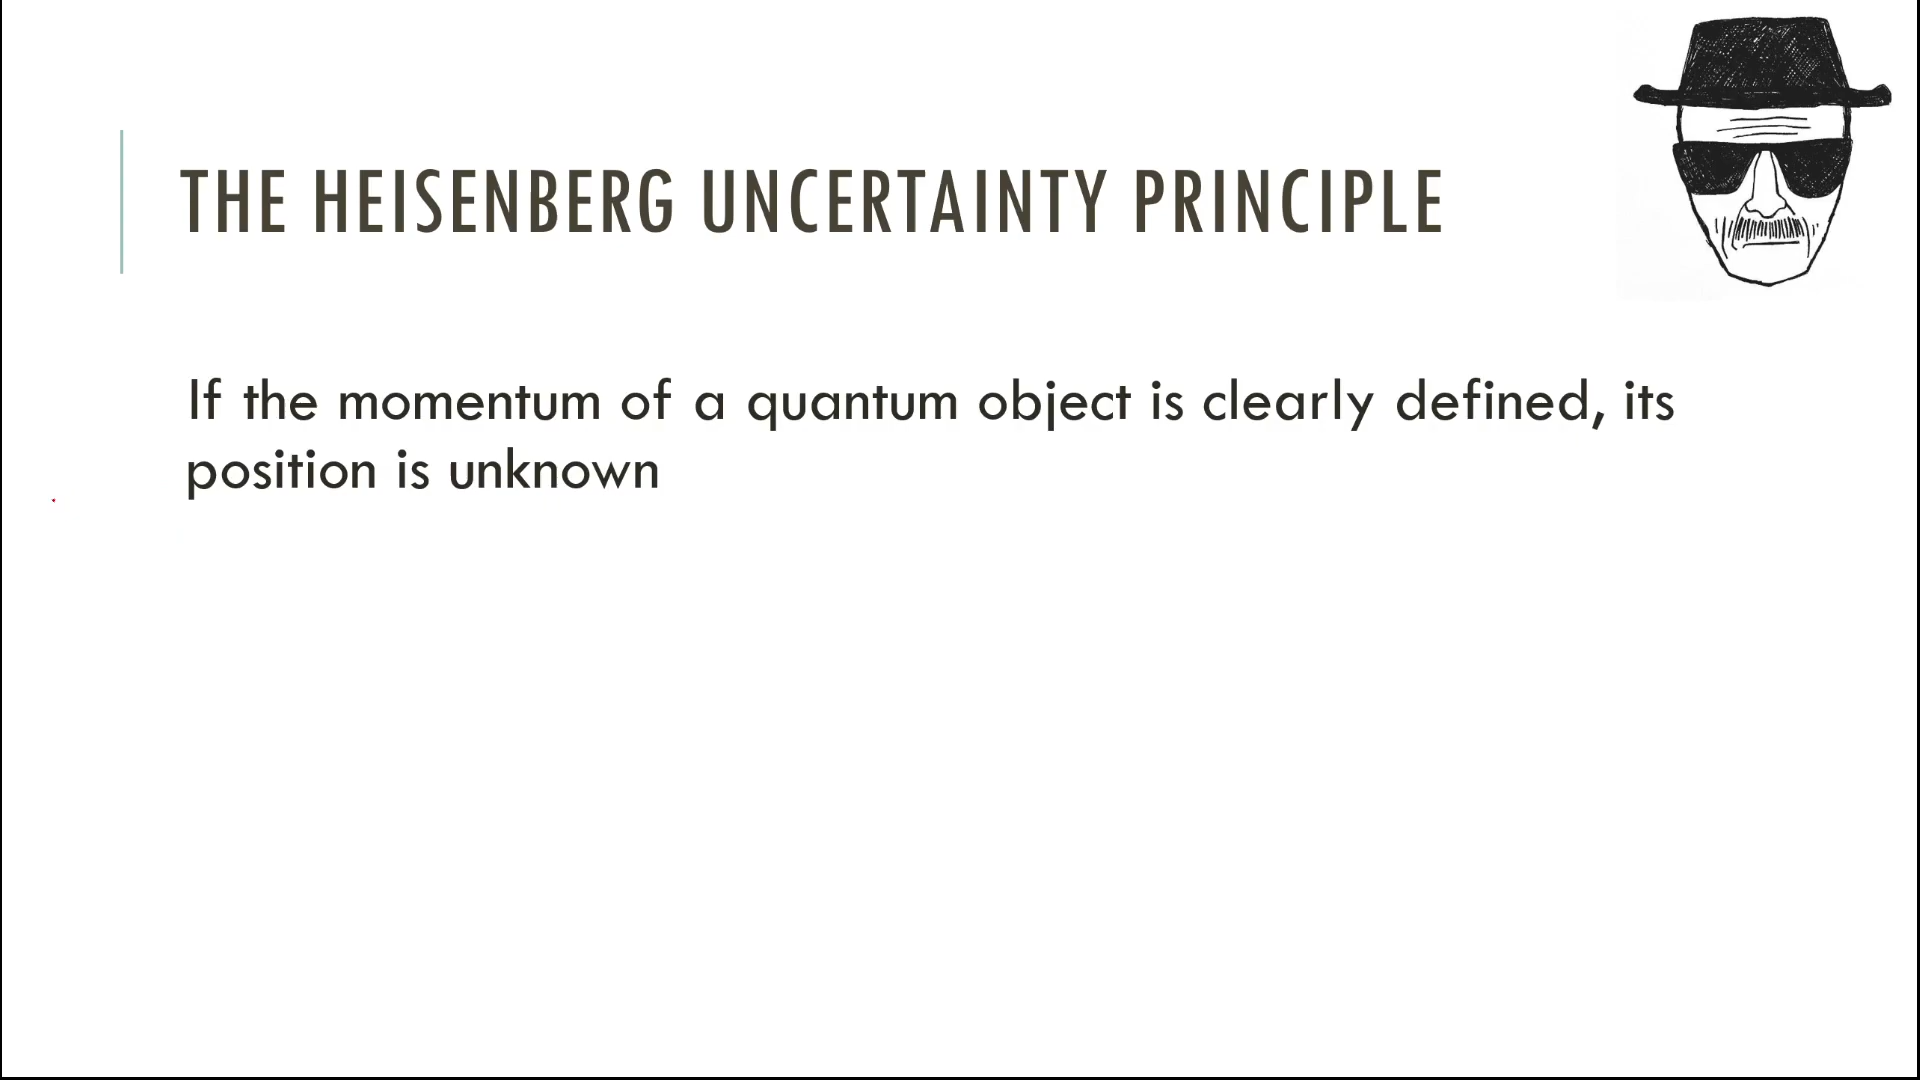 THE HEISENBERG UNCERTAINTY PRINCIPLE
If the momentum of a quantum object is clearly defined, its
position is unknown